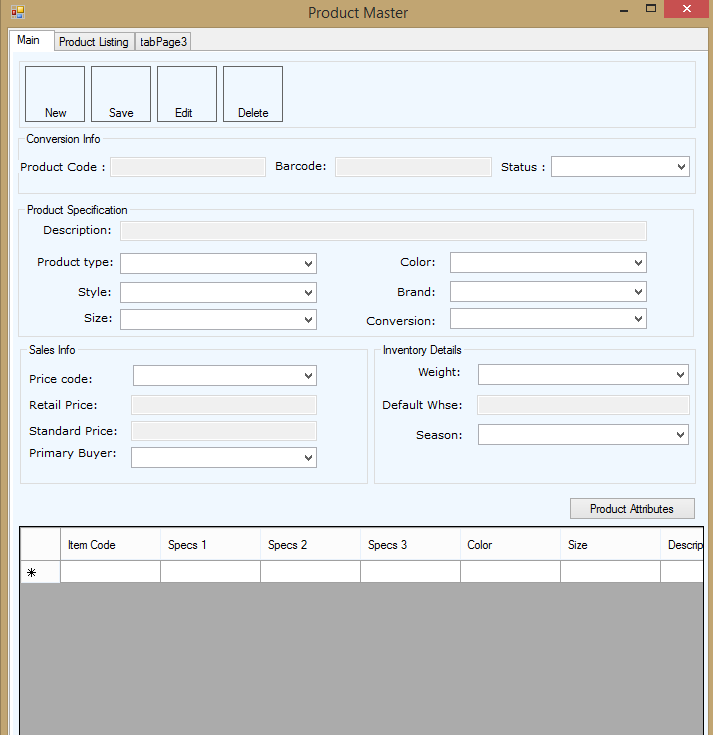 Product Master
Main Product Listing tabPage3
New Save Edit Delete
Conversion Info
Product Code : Barcode: Status :
Product Specification
Description:
Product type: Color:
Style: Brand:
Size: Conversion:
Sales Info Inventory Details
Price code: Weight:
Retail Price: Default Whse:
Standard Price: Season:
Primary Buyer:
Product Attributes
Item Code Specs 1 Specs 2 Specs 3 Color Size Descrip